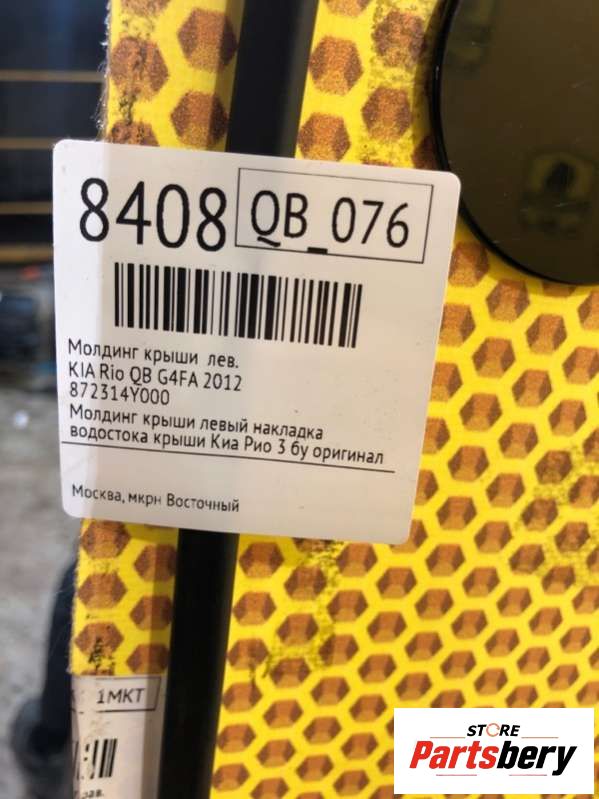 8408 QB_076
Молдинг крыши лев.
KIA Rio QB G4FA 2012
872314Y000
Молдинг крыши левый накладка
водостока крыши Киа Рио 3 бу оригинал
Москва, мкрн Восточный
1МКТ
STORE
Partsbery